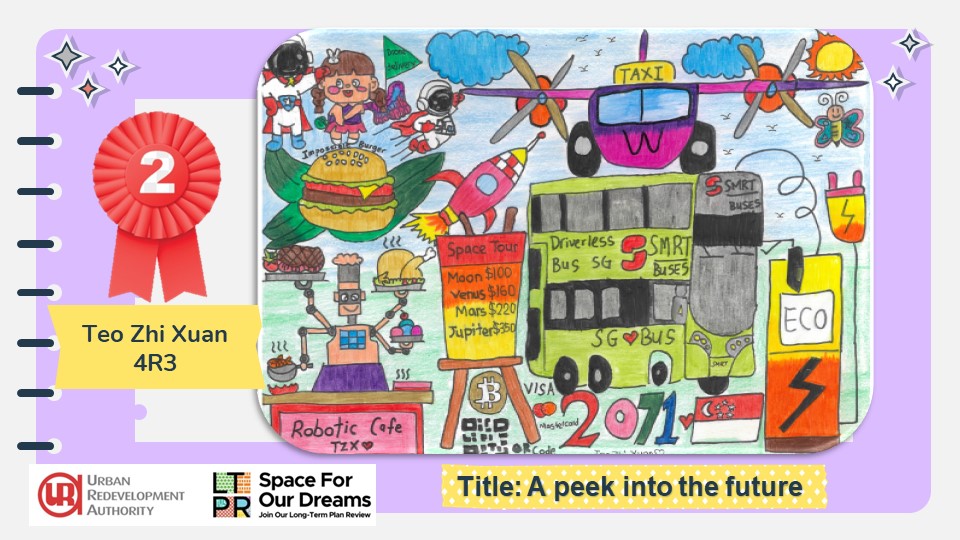 2
Teo Zhi Xuan
4R3
Drone
Delivery
Impossible Burger
TAXI
W
SMRT
BUSES
Space Tour
Moon $100
Venus $160
Mars $220
Jupiter $350
Driverless
Bus SG
SMRT
BUSES
SG ♥ BUS
SMRT
ECO
Robotic Cafe
TZX ♥
VISA
MasterCard
QR Code
2071
Teo Zhi Xuan
URBAN
REDEVELOPMENT
AUTHORITY
LT
PR
Space For
Our Dreams
Join Our Long-Term Plan Review
Title: A peek into the future